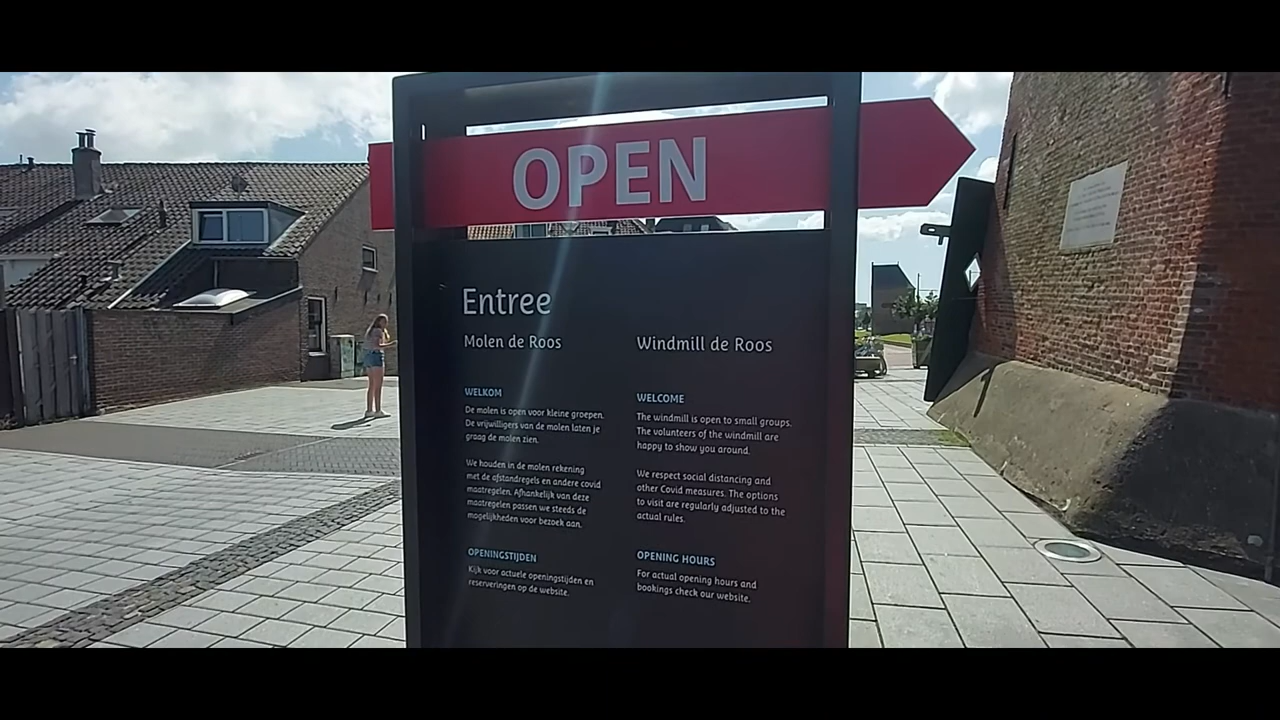 OPEN
Entree
Molen de Roos
WELKOM
De molen is open voor kleine groepen.
De vrijwilligers van de molen laten je
graag de molen zien.
We houden in de molen rekening
met de afstandregels en andere covid
maatregelen. Afhankelijk van deze
maatregelen passen we steeds de
mogelijkheden voor bezoek aan.
OPENINGSTIJDEN
Kijk voor actuele openingstijden en
reserveringen op de website.
Windmill de Roos
WELCOME
The windmill is open to small groups.
The volunteers of the windmill are
happy to show you around.
We respect social distancing and
other Covid measures. The options
to visit are regularly adjusted to the
actual rules.
OPENING HOURS
For actual opening hours and
bookings check our website.